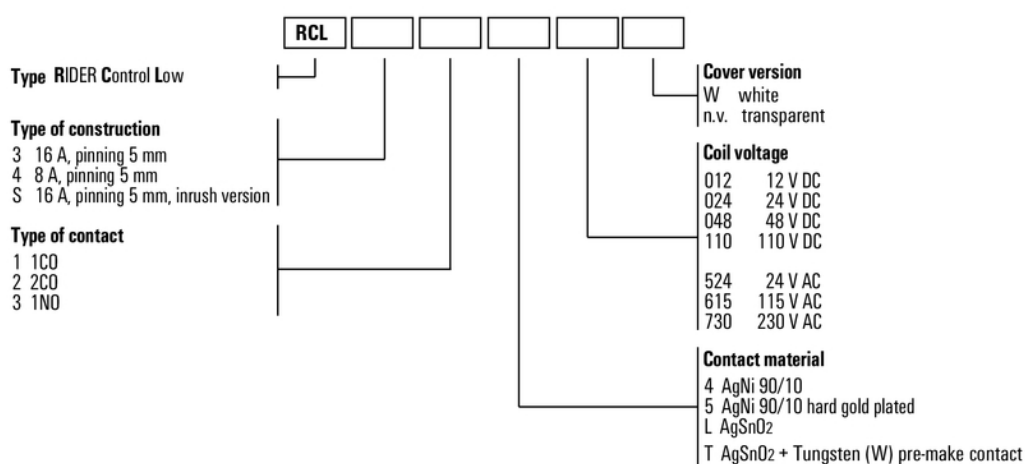 RCL
Type RIDER Control Low
Type of construction
3 16 A, pinning 5 mm
4 8 A, pinning 5 mm
S 16 A, pinning 5 mm, inrush version
Type of contact
1 1CO
2 2CO
3 1NO
Cover version
W white
n.v. transparent
Coil voltage
012 12 V DC
024 24 V DC
048 48 V DC
110 110 V DC
524 24 V AC
615 115 V AC
730 230 V AC
Contact material
4 AgNi 90/10
5 AgNi 90/10 hard gold plated
L AgSnO2
T AgSnO2 + Tungsten (W) pre-make contact